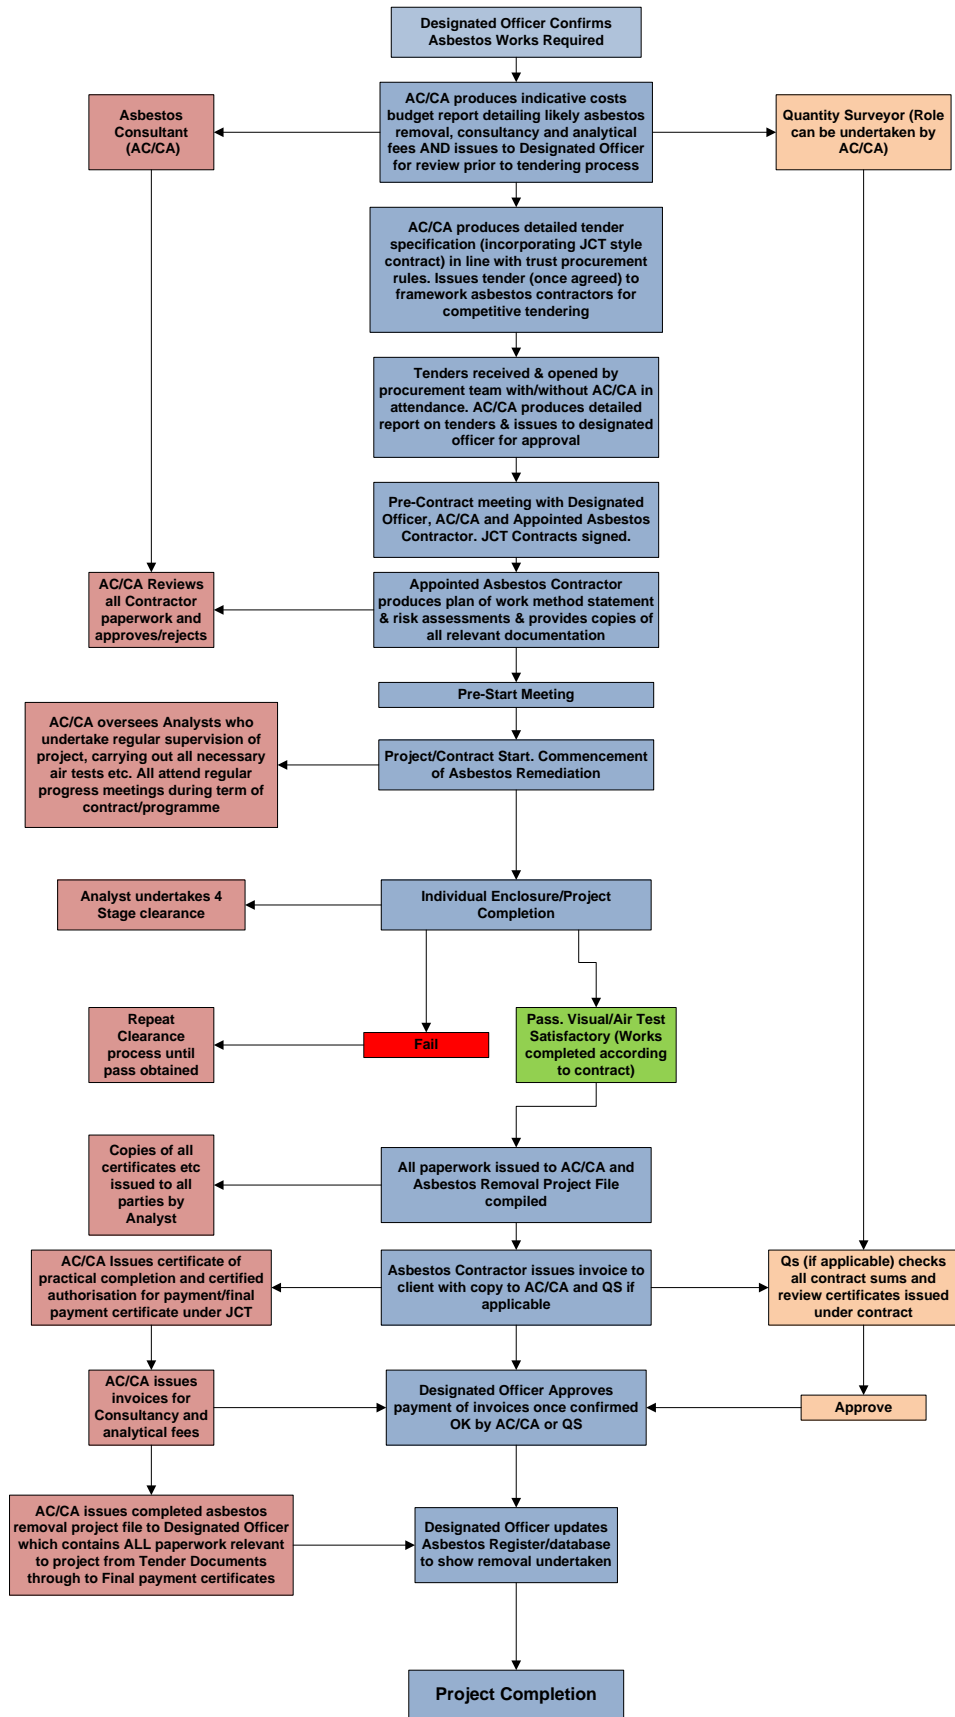 Designated Officer Confirms
Asbestos Works Required
Asbestos
Consultant
(AC/CA)
AC/CA produces indicative costs
budget report detailing likely asbestos
removal, consultancy and analytical
fees AND issues to Designated Officer
for review prior to tendering process
Quantity Surveyor (Role
can be undertaken by
AC/CA)
AC/CA produces detailed tender
specification (incorporating JCT style
contract) in line with trust procurement
rules. Issues tender (once agreed) to
framework asbestos contractors for
competitive tendering
Tenders received & opened by
procurement team with/without AC/CA in
attendance. AC/CA produces detailed
report on tenders & issues to designated
officer for approval
Pre-Contract meeting with Designated
Officer, AC/CA and Appointed Asbestos
Contractor. JCT Contracts signed.
AC/CA Reviews
all Contractor
paperwork and
approves/rejects
Appointed Asbestos Contractor
produces plan of work method statement
& risk assessments & provides copies of
all relevant documentation
Pre-Start Meeting
AC/CA oversees Analysts who
undertake regular supervision of
project, carrying out all necessary
air tests etc. All attend regular
progress meetings during term of
contract/programme
Project/Contract Start. Commencement
of Asbestos Remediation
Analyst undertakes 4
Stage clearance
Individual Enclosure/Project
Completion
Repeat
Clearance
process until
pass obtained
Fail
Pass. Visual/Air Test
Satisfactory (Works
completed according
to contract)
Copies of all
certificates etc
issued to all
parties by
Analyst
All paperwork issued to AC/CA and
Asbestos Removal Project File
compiled
AC/CA Issues certificate of
practical completion and certified
authorisation for payment/final
payment certificate under JCT
Asbestos Contractor issues invoice to
client with copy to AC/CA and QS if
applicable
Qs (if applicable) checks
all contract sums and
review certificates issued
under contract
AC/CA issues
invoices for
Consultancy and
analytical fees
Designated Officer Approves
payment of invoices once confirmed
OK by AC/CA or QS
Approve
AC/CA issues completed asbestos
removal project file to Designated Officer
which contains ALL paperwork relevant
to project from Tender Documents
through to Final payment certificates
Designated Officer updates
Asbestos Register/database
to show removal undertaken
Project Completion